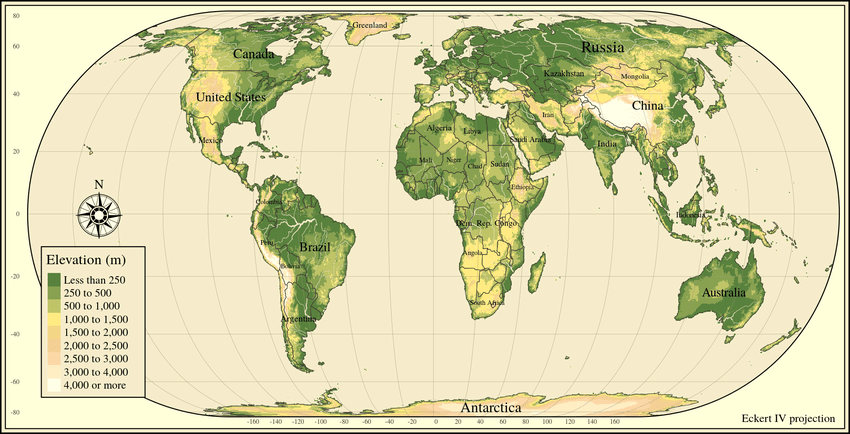 80
Greenland
60
Canada
Russia
Kazakhstan
Mongolia
40
United States
China
Iran
Algeria
Libya
Mexico
Saudi Arabia
India
20
Mali
Niger
Chad
Sudan
Ethiopia
N
Colombia
0
Indonesia
Dem. Rep. Congo
Peru
Brazil
Angola
Bolivia
Elevation (m)
-20
Less than 250
250 to 500
500 to 1,000
1,000 to 1,500
1,500 to 2,000
2,000 to 2,500
2,500 to 3,000
3,000 to 4,000
4,000 or more
Australia
South Africa
Argentina
-40
-60
Antarctica
-80
-160 -140 -120 -100 -80 -60 -40 -20 0 20 40 60 80 100 120 140 160
Eckert IV projection